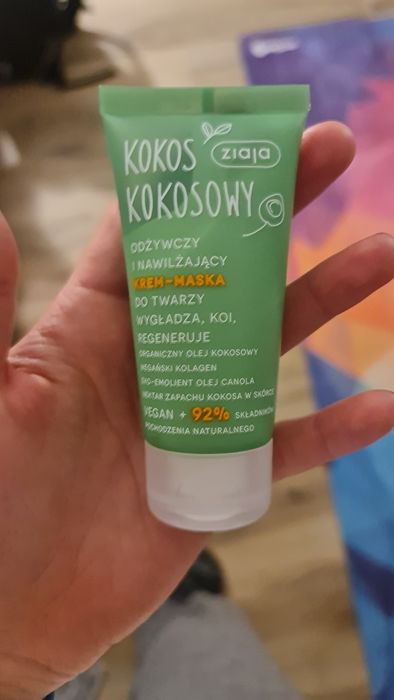 KOKOS ziaja
KOKOSOWY
ODŻYWCZY
I NAWILŻAJĄCY
KREM-MASKA
DO TWARZY
WYGŁADZA, KOI,
REGENERUJE
ORGANICZNY OLEJ KOKOSOWY
WEGAŃSKI KOLAGEN
EKO-EMOLIENT OLEJ CANOLA
NEKTAR ZAPACHU KOKOSA W SKÓRCE
VEGAN + 92% SKŁADNIKÓW
POCHODZENIA NATURALNEGO